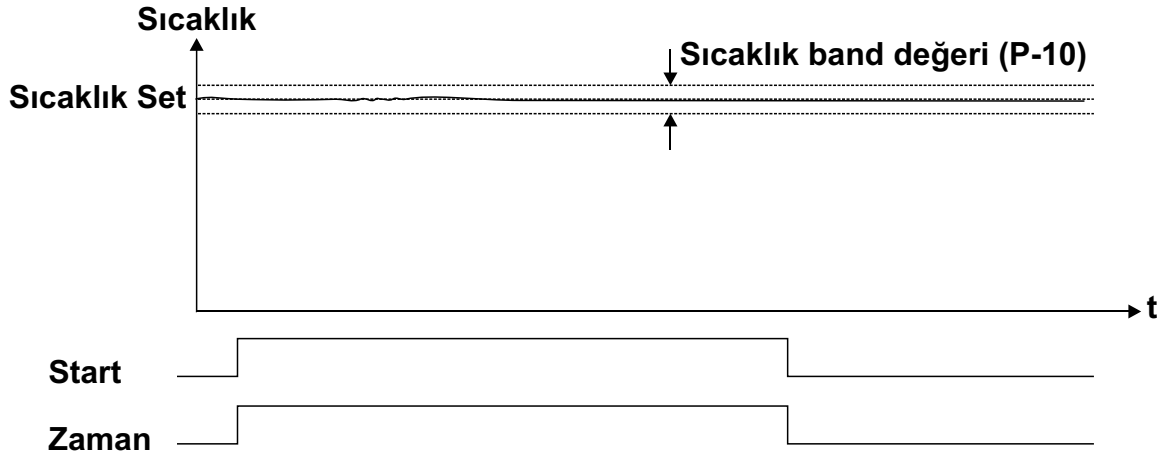 Sıcaklık
Sıcaklık band değeri (P-10)
Sıcaklık Set
t
Start
Zaman